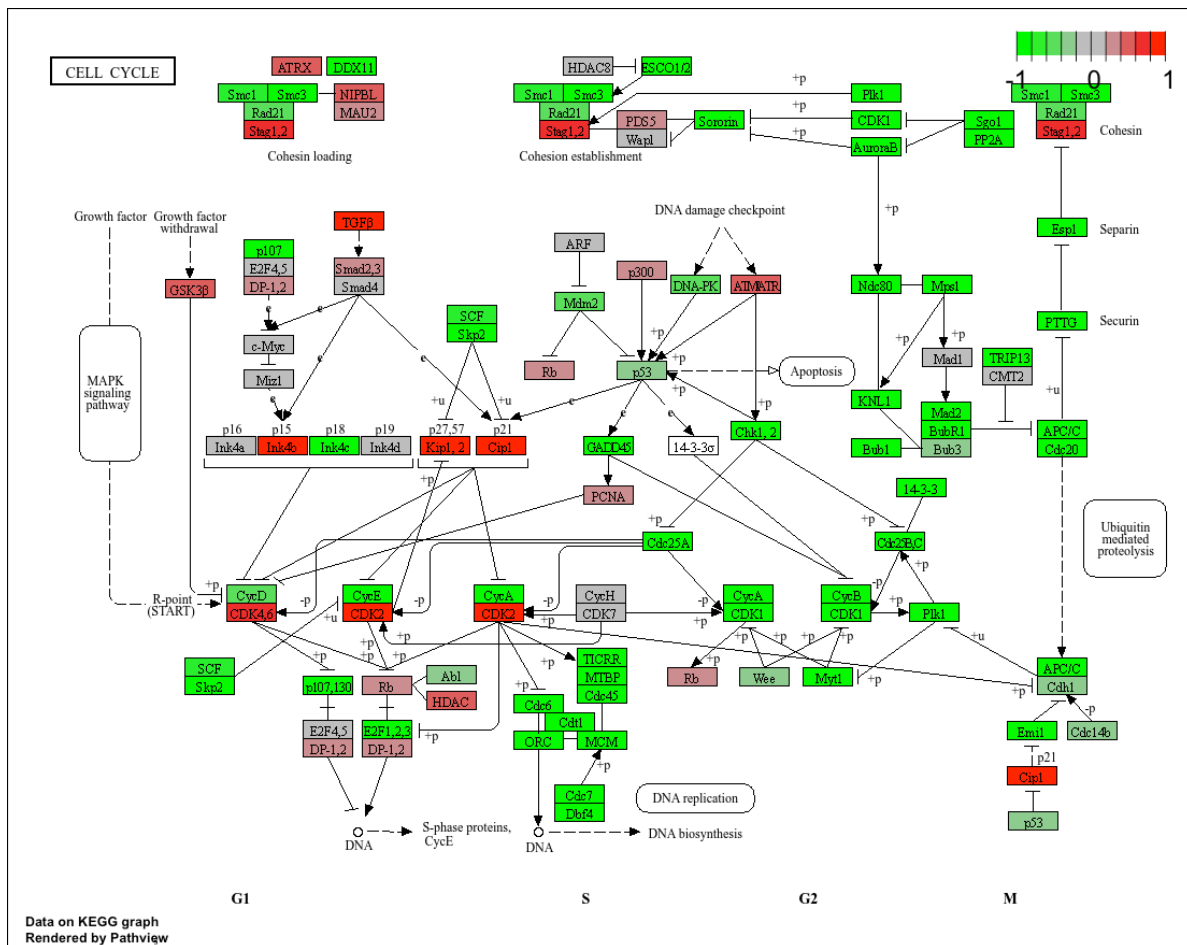 CELL CYCLE
ATRX
DDX11
Smc1
Smc3
NIPBL
Rad21
MAU2
Stag1,2
Cohesin loading
HDAC8
ESCO1/2
Smc1
Smc3
Rad21
Stag1,2
PDS5
Wapl
Sororin
Cohesion establishment
+p
Plk1
+p
CDK1
+p
AuroraB
Sgo1
PP2A
-1
0
1
Smc1
Smc3
Rad21
Stag1,2
Cohesin
+p
Esp1
Separin
PTTG
Securin
+u
Growth factor
Growth factor
withdrawal
GSK3β
MAPK
signaling
pathway
p107
E2F4,5
DP-1,2
TGFβ
Smad2,3
Smad4
e
e
c-Myc
Miz1
e
e
SCF
Skp2
+u
+u
ARF
Mdm2
Rb
p300
DNA damage checkpoint
DNA-PK
ATM/ATR
+p
+p
p53
Apoptosis
+p
+p
e
e
e
Ndc80
Mps1
+p
+p
Mad1
TRIP13
CMT2
KNL1
Mad2
BubR1
Bub3
Bub1
APC/C
Cdc20
p16
p15
p18
p19
Ink4a
Ink4b
Ink4c
Ink4d
p27,57
p21
Kip1, 2
Cip1
+p
GADD45
14-3-3σ
Chk1, 2
PCNA
14-3-3
+p
Cdc25A
+p
Cdc25B,C
Ubiquitin
mediated
proteolysis
R-point
(START)
+p
CycD
CDK4,6
-p
CycE
CDK2
-p
CycA
CDK2
-p
+p
CycH
CDK7
-p
+p
CycA
CDK1
CycB
CDK1
-p
+p
+p
Plk1
+u
SCF
Skp2
+u
+p
+p
+p
+p
p107,130
Rb
Abl
HDAC
E2F4,5
DP-1,2
E2F1,2,3
DP-1,2
+p
+p
+p
TICRR
MTBP
Cdc45
Cdc6
Cdt1
ORC
MCM
+p
Cdc7
Dbf4
+p
Rb
Wee
+p
+p
Myt1
+p
+p
APC/C
Cdh1
-p
Emi1
Cdc14b
p21
Cip1
p53
DNA
S-phase proteins,
CycE
DNA
DNA replication
DNA biosynthesis
G1
S
G2
M
Data on KEGG graph
Rendered by Pathview